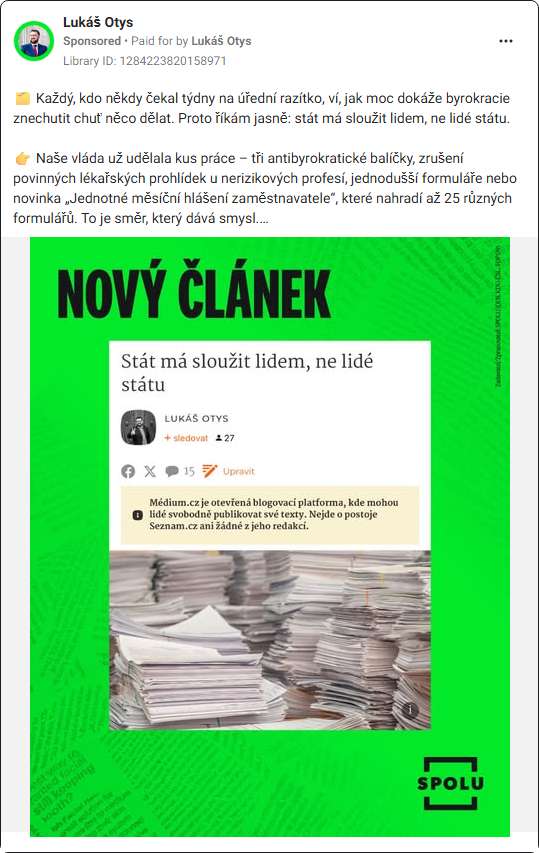 Lukáš Otys
Sponsored • Paid for by Lukáš Otys
Library ID: 1284223820158971
🗂️ Každý, kdo někdy čekal týdny na úřední razítko, ví, jak moc dokáže byrokracie
znechutit chuť něco dělat. Proto říkám jasně: stát má sloužit lidem, ne lidé státu.
👉 Naše vláda už udělala kus práce – tři antibyrokratické balíčky, zrušení
povinných lékařských prohlídek u nerizikových profesí, jednodušší formuláře nebo
novinka „Jednotné měsíční hlášení zaměstnavatele“, které nahradí až 25 různých
formulářů. To je směr, který dává smysl....
NOVÝ ČLÁNEK
Stát má sloužit lidem, ne lidé
státu
LUKÁŠ OTYS
+ sledovat 27
15 Upravit
Médium.cz je otevřená blogovací platforma, kde mohou
lidé svobodně publikovat své texty. Nejde o postoje
Seznam.cz ani žádné z jeho redakcí.
SPOLU